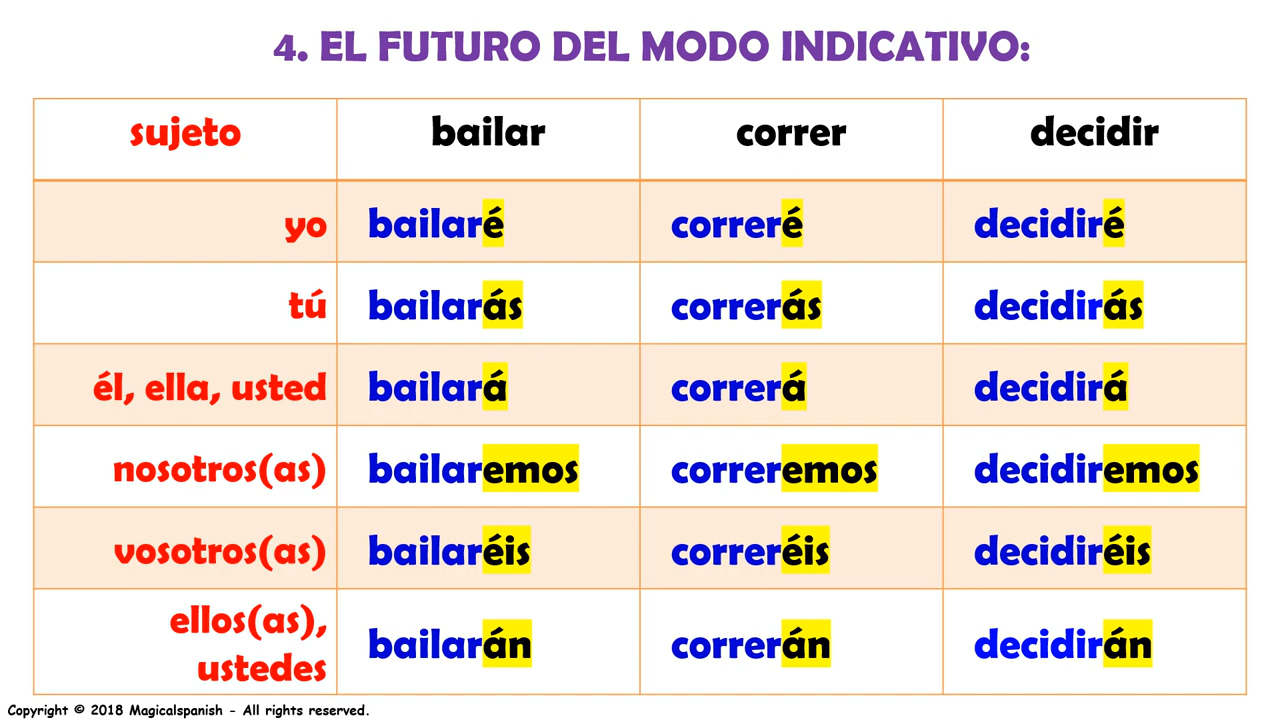 4. EL FUTURO DEL MODO INDICATIVO:
sujeto bailar correr decidir
yo bailaré correré decidiré
tú bailarás correrás decidirás
él, ella, usted bailará correrá decidirá
nosotros(as) bailaremos correremos decidiremos
vosotros(as) bailaréis correréis decidiréis
ellos(as),
ustedes bailarán correrán decidirán
Copyright © 2018 Magicalspanish - All rights reserved.